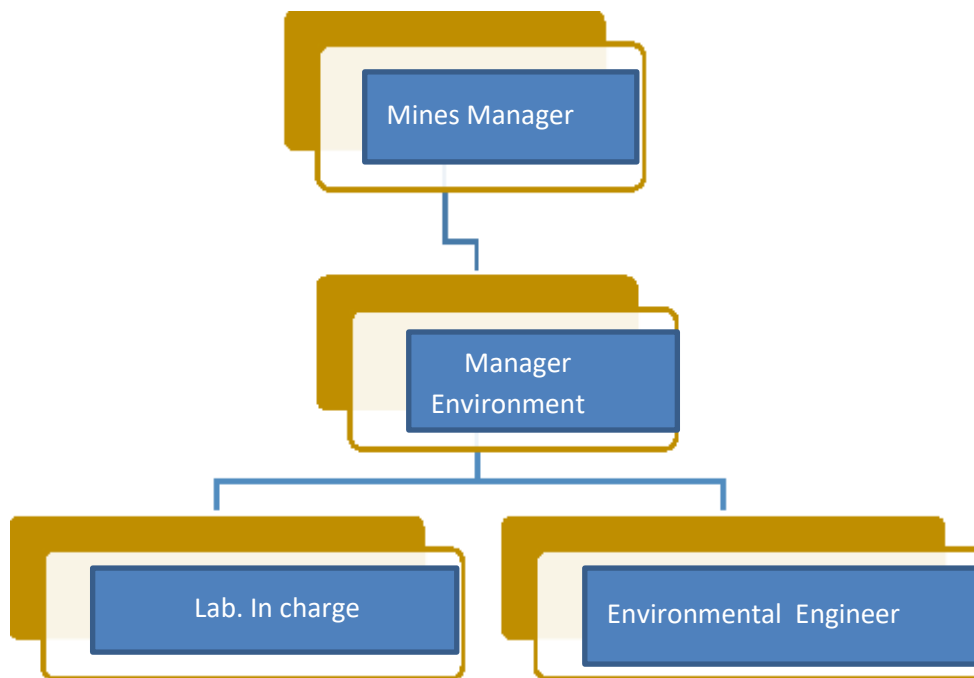 Mines Manager
Manager
Environment
Lab. In charge
Environmental Engineer